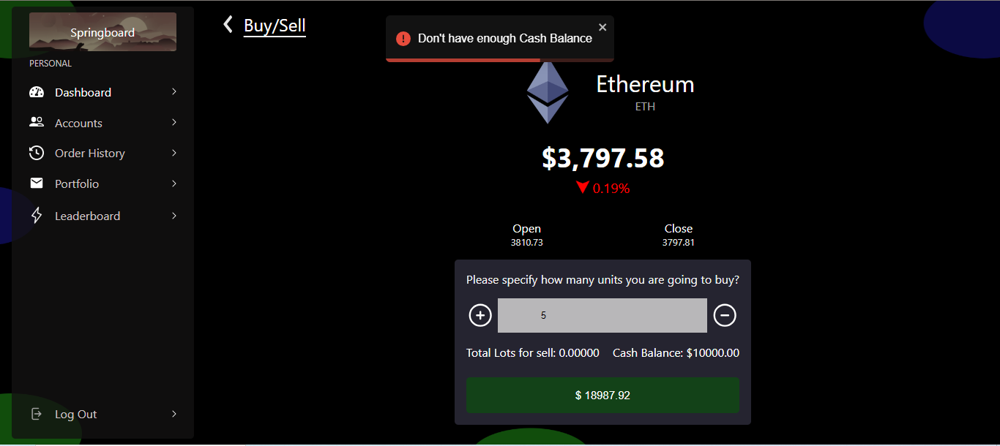 Springboard
PERSONAL
Dashboard
Accounts
Order History
Portfolio
Leaderboard
Log Out
Buy/Sell
Don't have enough Cash Balance
Ethereum
ETH
$3,797.58
0.19%
Open Close
3810.73 3797.81
Please specify how many units you are going to buy?
5
Total Lots for sell: 0.00000 Cash Balance: $10000.00
$ 18987.92